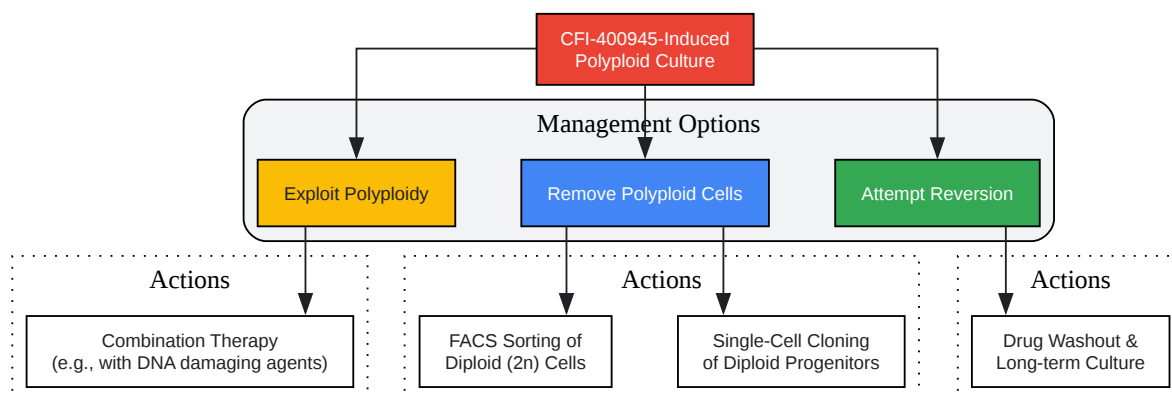 CFI-400945-Induced
Polyploid Culture
Management Options
Exploit Polyploidy
Remove Polyploid Cells
Attempt Reversion
Actions
Actions
Actions
Combination Therapy
(e.g., with DNA damaging agents)
FACS Sorting of
Diploid (2n) Cells
Single-Cell Cloning
of Diploid Progenitors
Drug Washout &
Long-term Culture